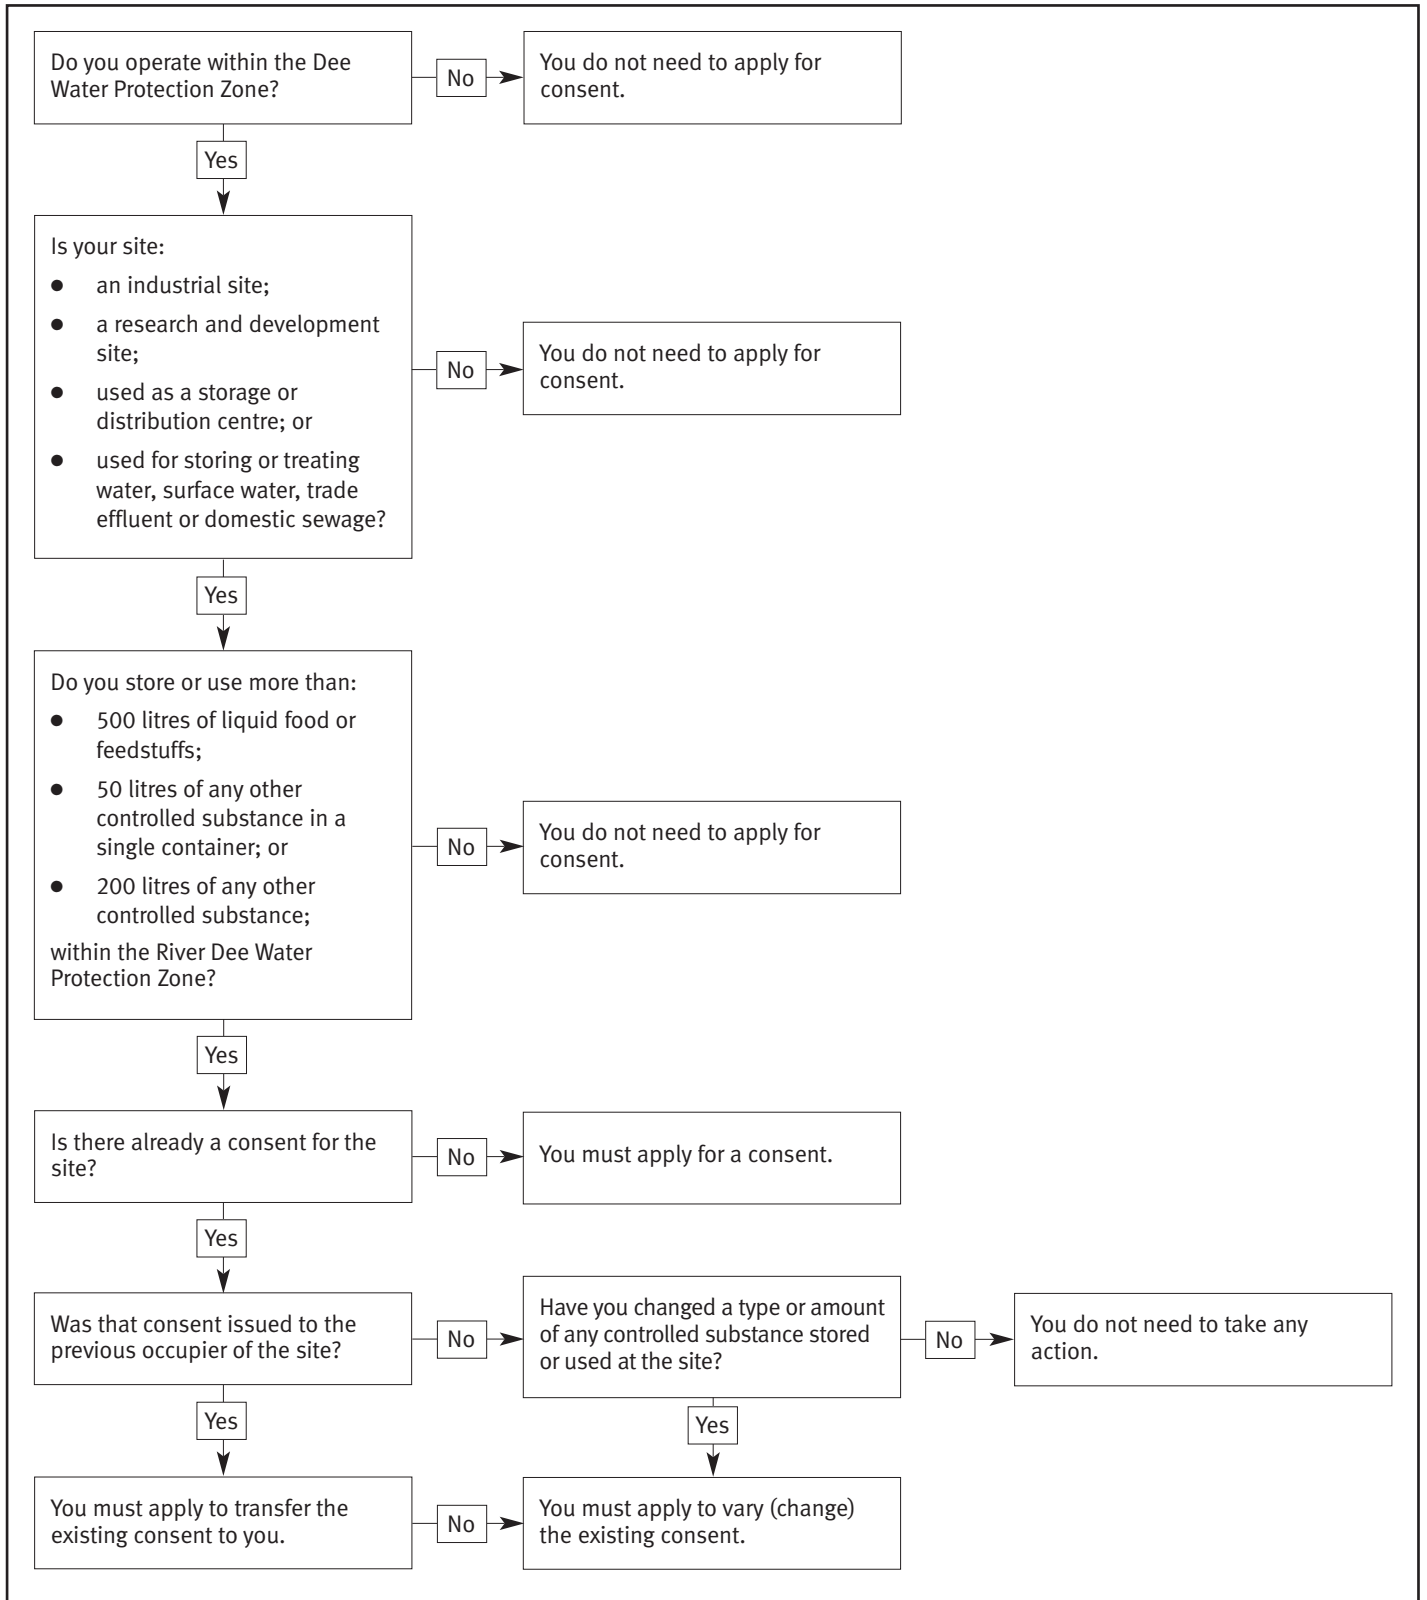 Do you operate within the Dee
Water Protection Zone?
No
You do not need to apply for
consent.
Yes
Is your site:
● an industrial site;
● a research and development
site;
● used as a storage or
distribution centre; or
● used for storing or treating
water, surface water, trade
effluent or domestic sewage?
No
You do not need to apply for
consent.
Yes
Do you store or use more than:
● 500 litres of liquid food or
feedstuffs;
● 50 litres of any other
controlled substance in a
single container; or
● 200 litres of any other
controlled substance;
within the River Dee Water
Protection Zone?
No
You do not need to apply for
consent.
Yes
Is there already a consent for the
site?
No
You must apply for a consent.
Yes
Was that consent issued to the
previous occupier of the site?
No
Have you changed a type or amount
of any controlled substance stored
or used at the site?
No
You do not need to take any
action.
Yes
Yes
You must apply to transfer the
existing consent to you.
No
You must apply to vary (change)
the existing consent.